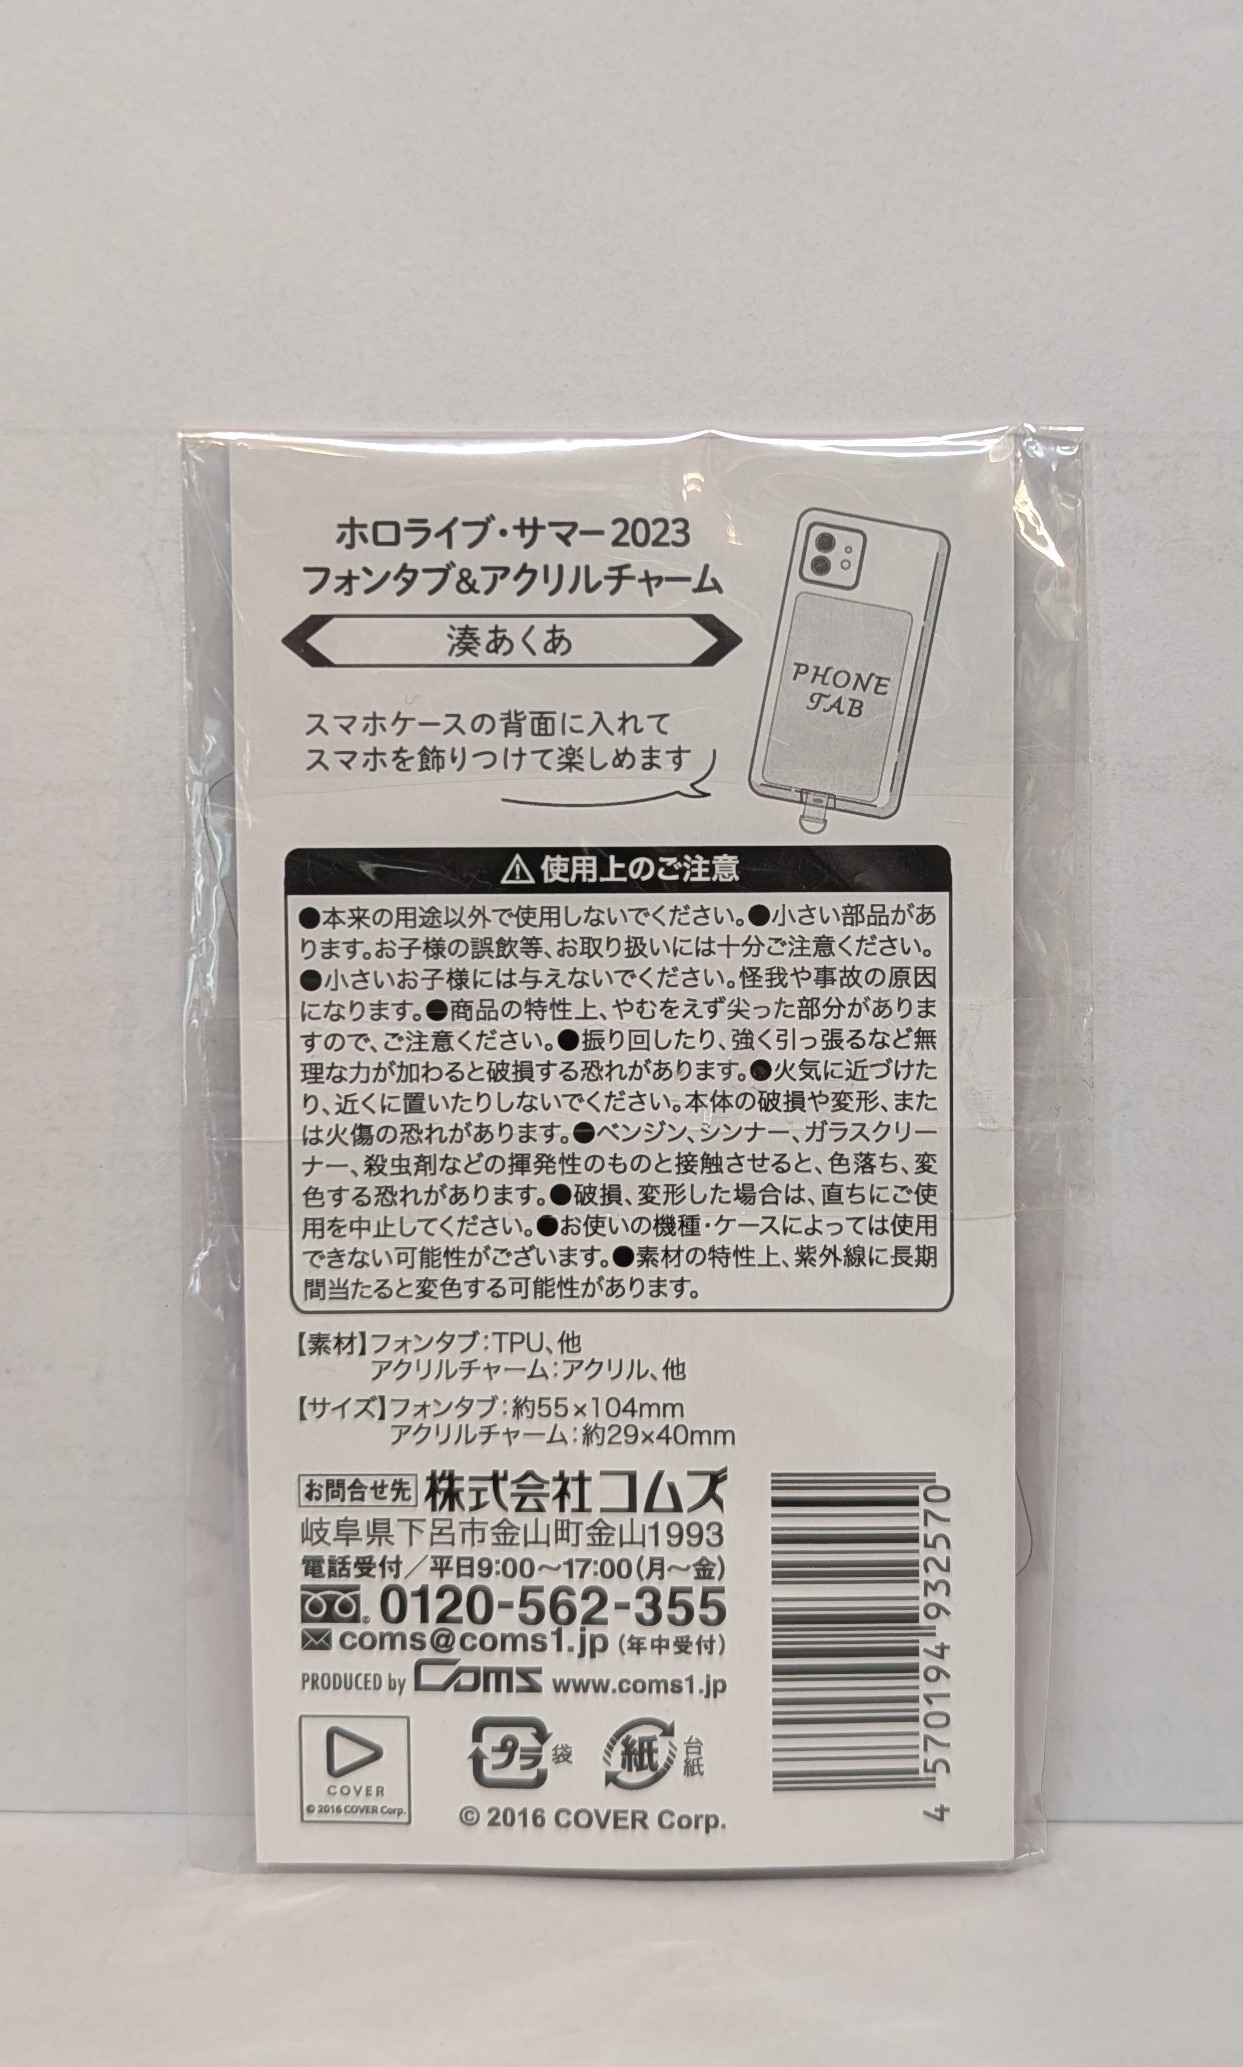 ホロライブ・サマー2023
フォンタブ&アクリルチャーム
湊あくあ
スマホケースの背面に入れて
スマホを飾りつけて楽しめます
PHONE
TAB
⚠使用上のご注意
●本来の用途以外で使用しないでください。●小さい部品があ
ります。お子様の誤飲等、お取り扱いには十分ご注意ください。
●小さいお子様には与えないでください。怪我や事故の原因
になります。●商品の特性上、やむをえず尖った部分がありま
すので、ご注意ください。●振り回したり、強く引っ張るなど無
理な力が加わると破損する恐れがあります。●火気に近づけた
り、近くに置いたりしないでください。本体の破損や変形、また
は火傷の恐れがあります。●ベンジン、シンナー、ガラスクリー
ナー、殺虫剤などの揮発性のものと接触させると、色落ち、変
色する恐れがあります。●破損、変形した場合は、直ちにご使
用を中止してください。●お使いの機種・ケースによっては使用
できない可能性がございます。●素材の特性上、紫外線に長期
間当たると変色する可能性があります。
【素材】フォンタブ:TPU、他
アクリルチャーム:アクリル、他
【サイズ】フォンタブ:約55×104mm
アクリルチャーム:約29×40mm
お問合せ先 株式会社コムズ
岐阜県下呂市金山町金山1993
電話受付/平日9:00~17:00(月~金)
0120-562-355
coms@coms1.jp(年中受付)
PRODUCED by Coms www.coms1.jp
COVER
© 2016 COVER Corp.
プラ 袋
紙 台紙
© 2016 COVER Corp.
4 570194 932570